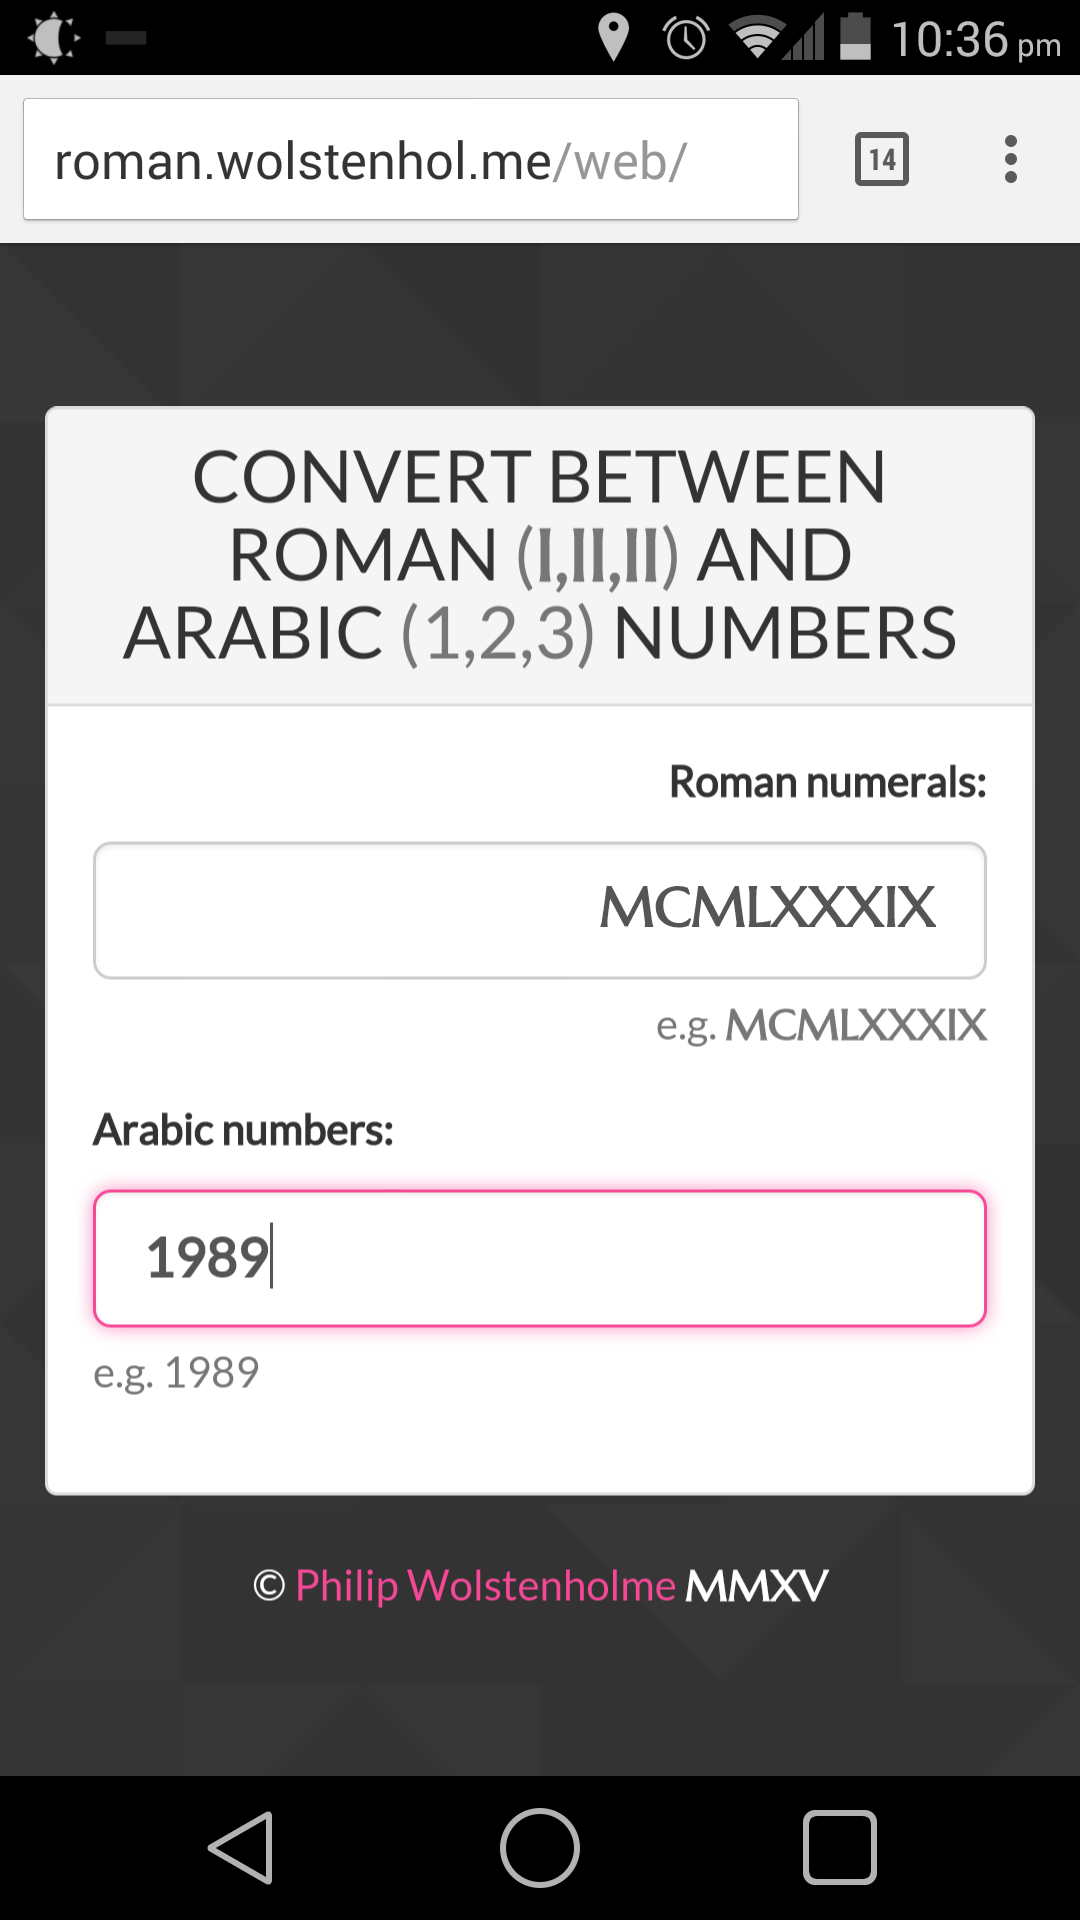 10:36 pm
roman.wolstenhol.me/web/
14
CONVERT BETWEEN
ROMAN (I,II,II) AND
ARABIC (1,2,3) NUMBERS
Roman numerals:
MCMLXXXIX
e.g. MCMLXXXIX
Arabic numbers:
1989
e.g. 1989
© Philip Wolstenholme MMXV